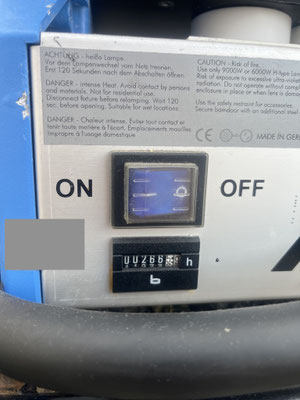 ACHTUNG - heiße Lampe.
Vor dem Lampenwechsel vom Netz trennen.
Erst 120 Sekunden nach dem Abschalten öffnen.
DANGER - intense Heat. Avoid contact by persons
and materials. Not for residential use.
Disconnect fixture before relamping. Wait 120
sec. before opening. Suitable for wet locations.
DANGER - Chaleur intense. Eviter tout contact et
tenir toute matière à l'écart. Emplacements mouilles
Impropre à l'usage domestique
CAUTION - Risk of fire.
Use only 9000W or 6000W H-type
Risk of exposure to excessive ultra-
radiation. Do not operate without comple
enclosure in place or when lens is
Use the safety restraint for accessories.
Secure barndoor with an additional steel
CE
MADE IN GER
ON
OFF
00266
h